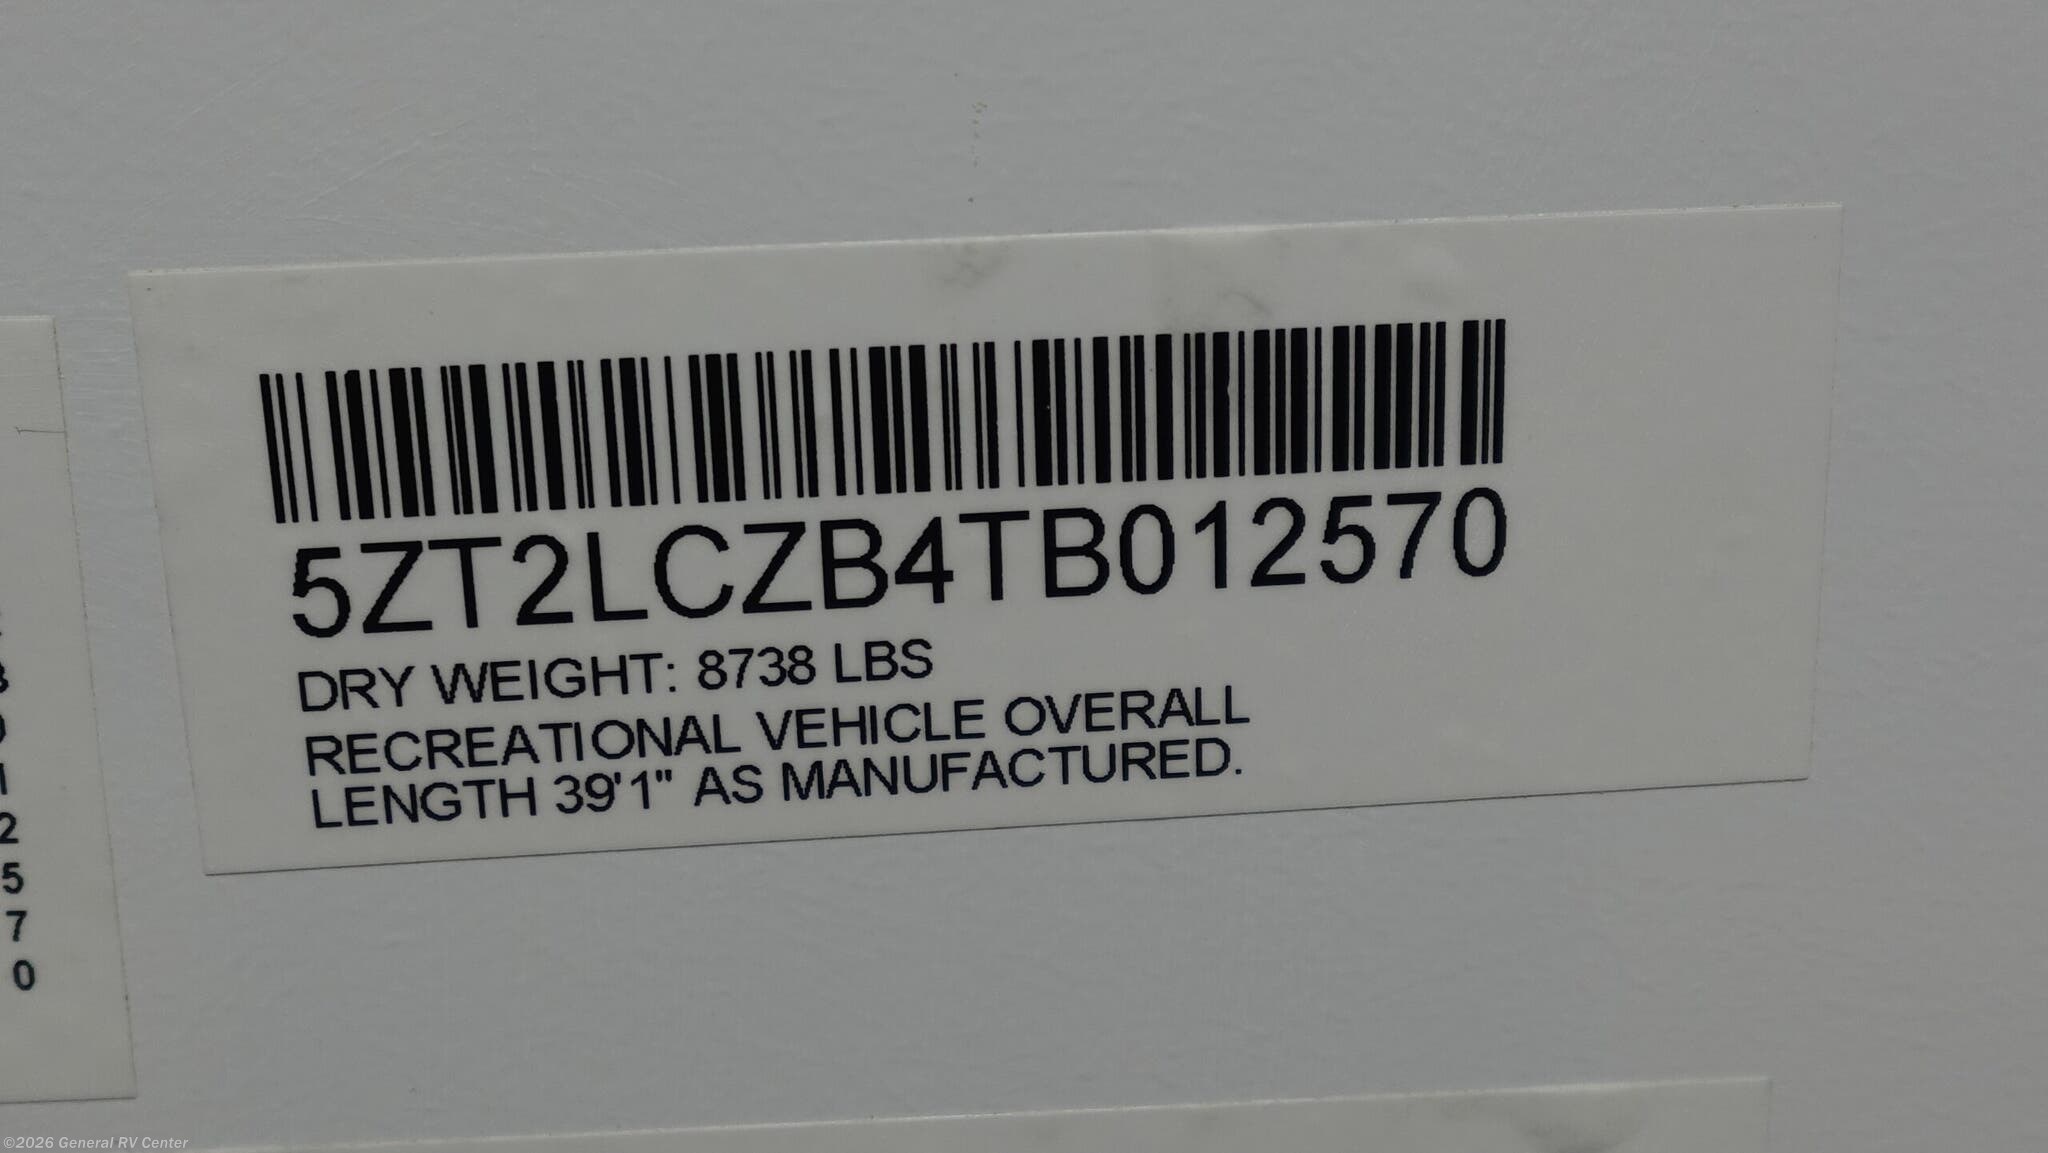 5ZT2LCZB4TB012570
DRY WEIGHT: 8738 LBS
RECREATIONAL VEHICLE OVERALL
LENGTH 39'1" AS MANUFACTURED.
2
5
7
0
©2026 General RV Center